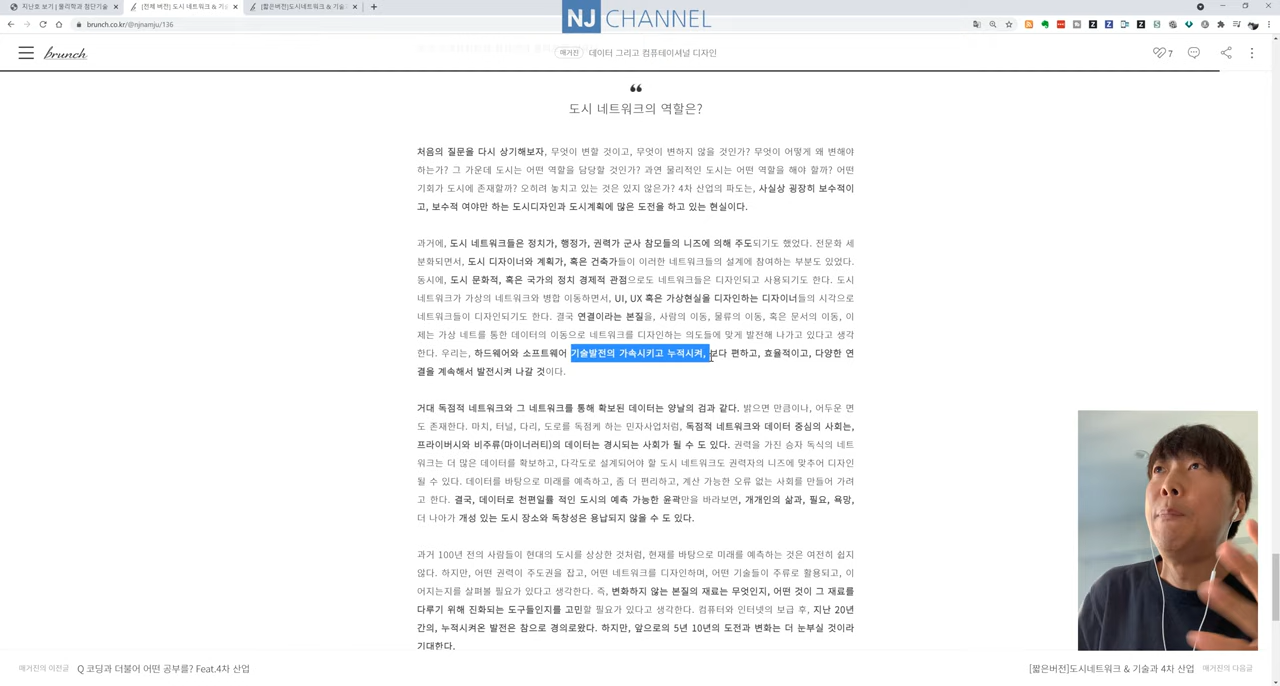 지난호 보기 | 물리학과 첨단기술
[전체 버전] 도시 네트워크 & 기술
[짧은버전]도시네트워크 & 기술
NJ CHANNEL
brunch.co.kr/@njnamju/136
brunch
매거진 데이터 그리고 컴퓨테이셔널 디자인
7
❝
도시 네트워크의 역할은?
처음의 질문을 다시 상기해보자, 무엇이 변할 것이고, 무엇이 변하지 않을 것인가? 무엇이 어떻게 왜 변해야
하는가? 그 가운데 도시는 어떤 역할을 담당할 것인가? 과연 물리적인 도시는 어떤 역할을 해야 할까? 어떤
기회가 도시에 존재할까? 오히려 놓치고 있는 것은 있지 않은가? 4차 산업의 파도는, 사실상 굉장히 보수적이
고, 보수적 여야만 하는 도시디자인과 도시계획에 많은 도전을 하고 있는 현실이다.
과거에, 도시 네트워크들은 정치가, 행정가, 권력가 군사 참모들의 니즈에 의해 주도되기도 했었다. 전문화 세
분화되면서, 도시 디자이너와 계획가, 혹은 건축가들이 이러한 네트워크들의 설계에 참여하는 부분도 있었다.
동시에, 도시 문화적, 혹은 국가의 정치 경제적 관점으로도 네트워크들은 디자인되고 사용되기도 한다. 도시
네트워크가 가상의 네트워크와 병합 이동하면서, UI, UX 혹은 가상현실을 디자인하는 디자이너들의 시각으로
네트워크들이 디자인되기도 한다. 결국 연결이라는 본질을, 사람의 이동, 물류의 이동, 혹은 문서의 이동, 이
제는 가상 네트를 통한 데이터의 이동으로 네트워크를 디자인하는 의도들에 맞게 발전해 나가고 있다고 생각
한다. 우리는, 하드웨어와 소프트웨어 기술발전의 가속시키고 누적시켜, 보다 편하고, 효율적이고, 다양한 연
결을 계속해서 발전시켜 나갈 것이다.
거대 독점적 네트워크와 그 네트워크를 통해 확보된 데이터는 양날의 검과 같다. 밝으면 만큼이나, 어두운 면
도 존재한다. 마치, 터널, 다리, 도로를 독점케 하는 민자사업처럼, 독점적 네트워크와 데이터 중심의 사회는,
프라이버시와 비주류(마이너러티)의 데이터는 경시되는 사회가 될 수 도 있다. 권력을 가진 승자 독식의 네트
워크는 더 많은 데이터를 확보하고, 다각도로 설계되어야 할 도시 네트워크도 권력자의 니즈에 맞추어 디자인
될 수 있다. 데이터를 바탕으로 미래를 예측하고, 좀 더 편리하고, 계산 가능한 오류 없는 사회를 만들어 가려
고 한다. 결국, 데이터로 천편일률 적인 도시의 예측 가능한 윤곽만을 바라보면, 개개인의 삶과, 필요, 욕망,
더 나아가 개성 있는 도시 장소와 독창성은 용납되지 않을 수 도 있다.
과거 100년 전의 사람들이 현대의 도시를 상상한 것처럼, 현재를 바탕으로 미래를 예측하는 것은 여전히 쉽지
않다. 하지만, 어떤 권력이 주도권을 잡고, 어떤 네트워크를 디자인하며, 어떤 기술들이 주류로 활용되고, 이
어지는지를 살펴볼 필요가 있다고 생각한다. 즉, 변화하지 않는 본질의 재료는 무엇인지, 어떤 것이 그 재료를
다루기 위해 진화되는 도구들인지를 고민할 필요가 있다고 생각한다. 컴퓨터와 인터넷의 보급 후, 지난 20년
간의, 누적시켜온 발전은 참으로 경의로왔다. 하지만, 앞으로의 5년 10년의 도전과 변화는 더 눈부실 것이라
기대한다.
매거진의 이전글 Q 코딩과 더불어 어떤 공부를? Feat.4차 산업
[짧은버전]도시네트워크 & 기술과 4차 산업 매거진의 다음글